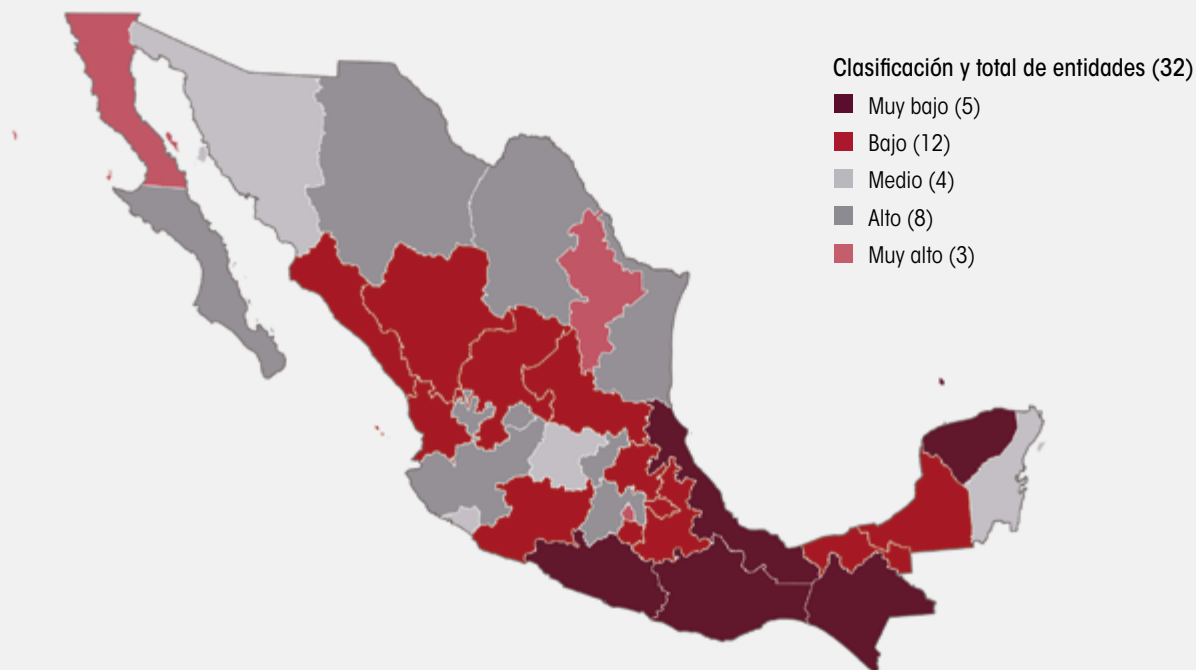 Clasificación y total de entidades (32)
Muy bajo (5)
Bajo (12)
Medio (4)
Alto (8)
Muy alto (3)